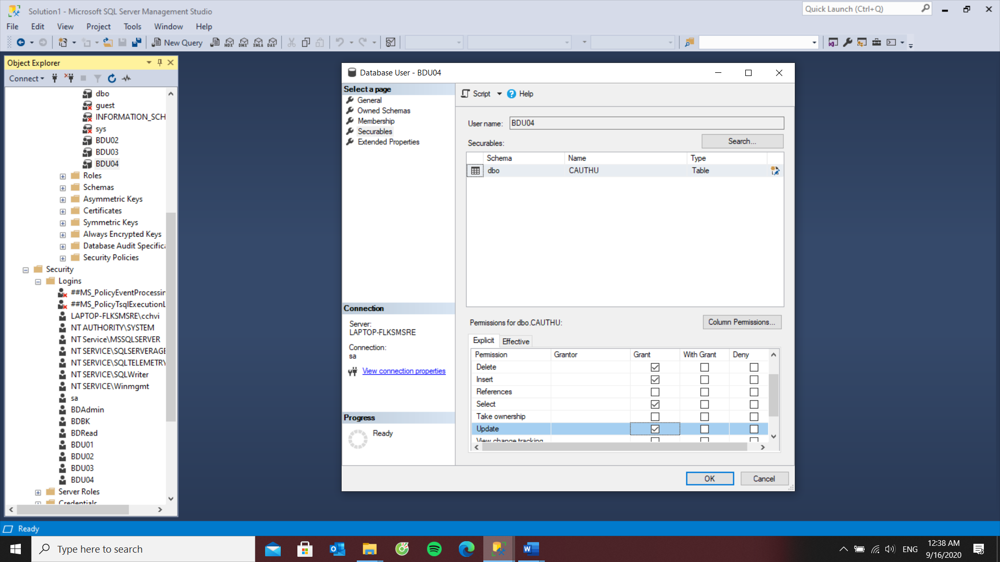 Solution1 - Microsoft SQL Server Management Studio
Quick Launch (Ctrl+Q)
File Edit View Project Tools Window Help
New Query MDX DMX XMLA DAX
Object Explorer
Connect
dbo
guest
INFORMATION_SCH
sys
BDU02
BDU03
BDU04
Roles
Schemas
Asymmetric Keys
Certificates
Symmetric Keys
Always Encrypted Keys
Database Audit Specific
Security Policies
Security
Logins
##MS_PolicyEventProcessin
##MS_PolicyTsqlExecutionL
LAPTOP-FLKSMSRE\cchvi
NT AUTHORITY\SYSTEM
NT Service\MSSQLSERVER
NT SERVICE\SQLSERVERAGE
NT SERVICE\SQLTELEMETRY
NT SERVICE\SQLWriter
NT SERVICE\Winmgmt
sa
BDAdmin
BDBK
BDRead
BDU01
BDU02
BDU03
BDU04
Server Roles
Credentials
Database User - BDU04
Select a page
General
Owned Schemas
Membership
Securables
Extended Properties
Connection
Server:
LAPTOP-FLKSMSRE
Connection:
sa
View connection properties
Progress
Ready
Script Help
User name: BDU04
Securables: Search...
Schema Name Type
dbo CAUTHU Table
Permissions for dbo.CAUTHU: Column Permissions...
Explicit Effective
Permission Grantor Grant With Grant Deny
Delete
Insert
References
Select
Take ownership
Update
View change tracking
OK Cancel
Ready
Type here to search
ENG
12:38 AM
9/16/2020